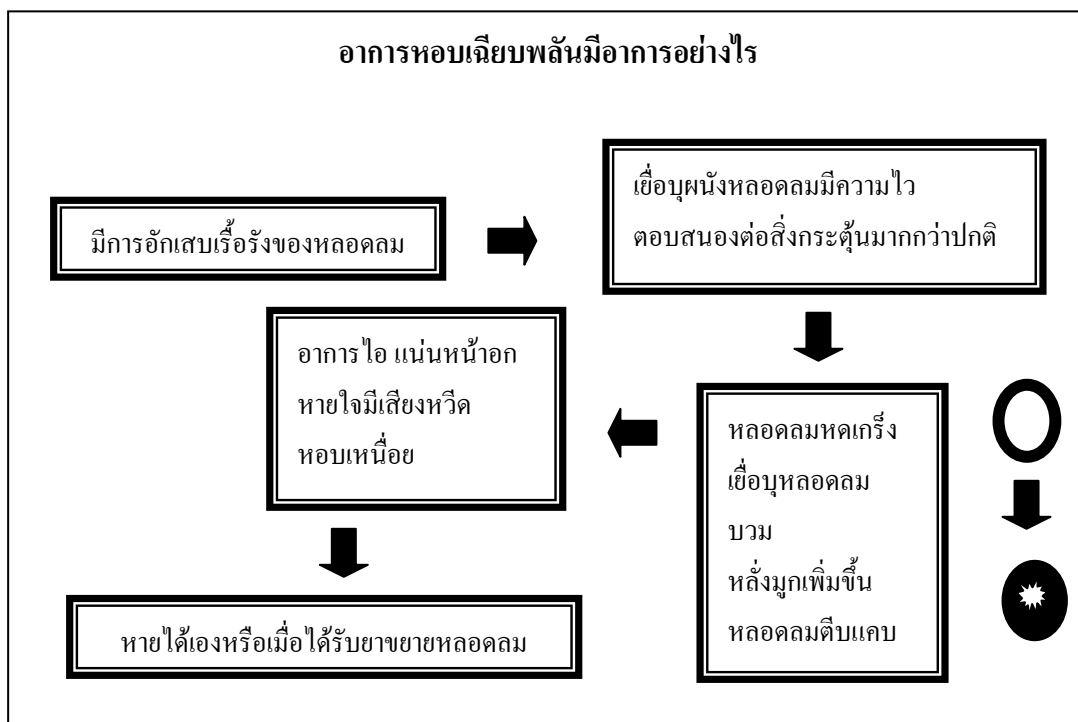 อาการหอบเฉียบพลันมีอาการอย่างไร
มีการอักเสบเรื้อรังของหลอดลม
เยื่อบุผนังหลอดลมมีความไว
ตอบสนองต่อสิ่งกระตุ้นมากกว่าปกติ
หลอดลมหดเกร็ง
เยื่อบุหลอดลม
บวม
หลั่งมูกเพิ่มขึ้น
หลอดลมตีบแคบ
อาการไอ แน่นหน้าอก
หายใจมีเสียงหวีด
หอบเหนื่อย
หายได้เองหรือเมื่อได้รับยาขยายหลอดลม